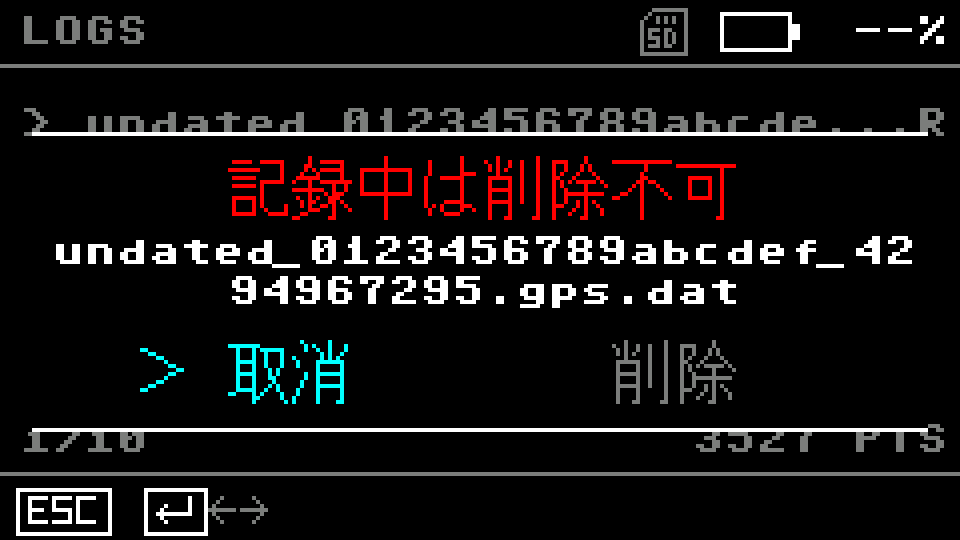 LOGS SD --%
> undated_0123456789abcde...R
記録中は削除不可
undated_0123456789abcdef_42
94967295.gps.dat
> 取消 削除
1/10 3527 PTS
ESC ↵ ←→